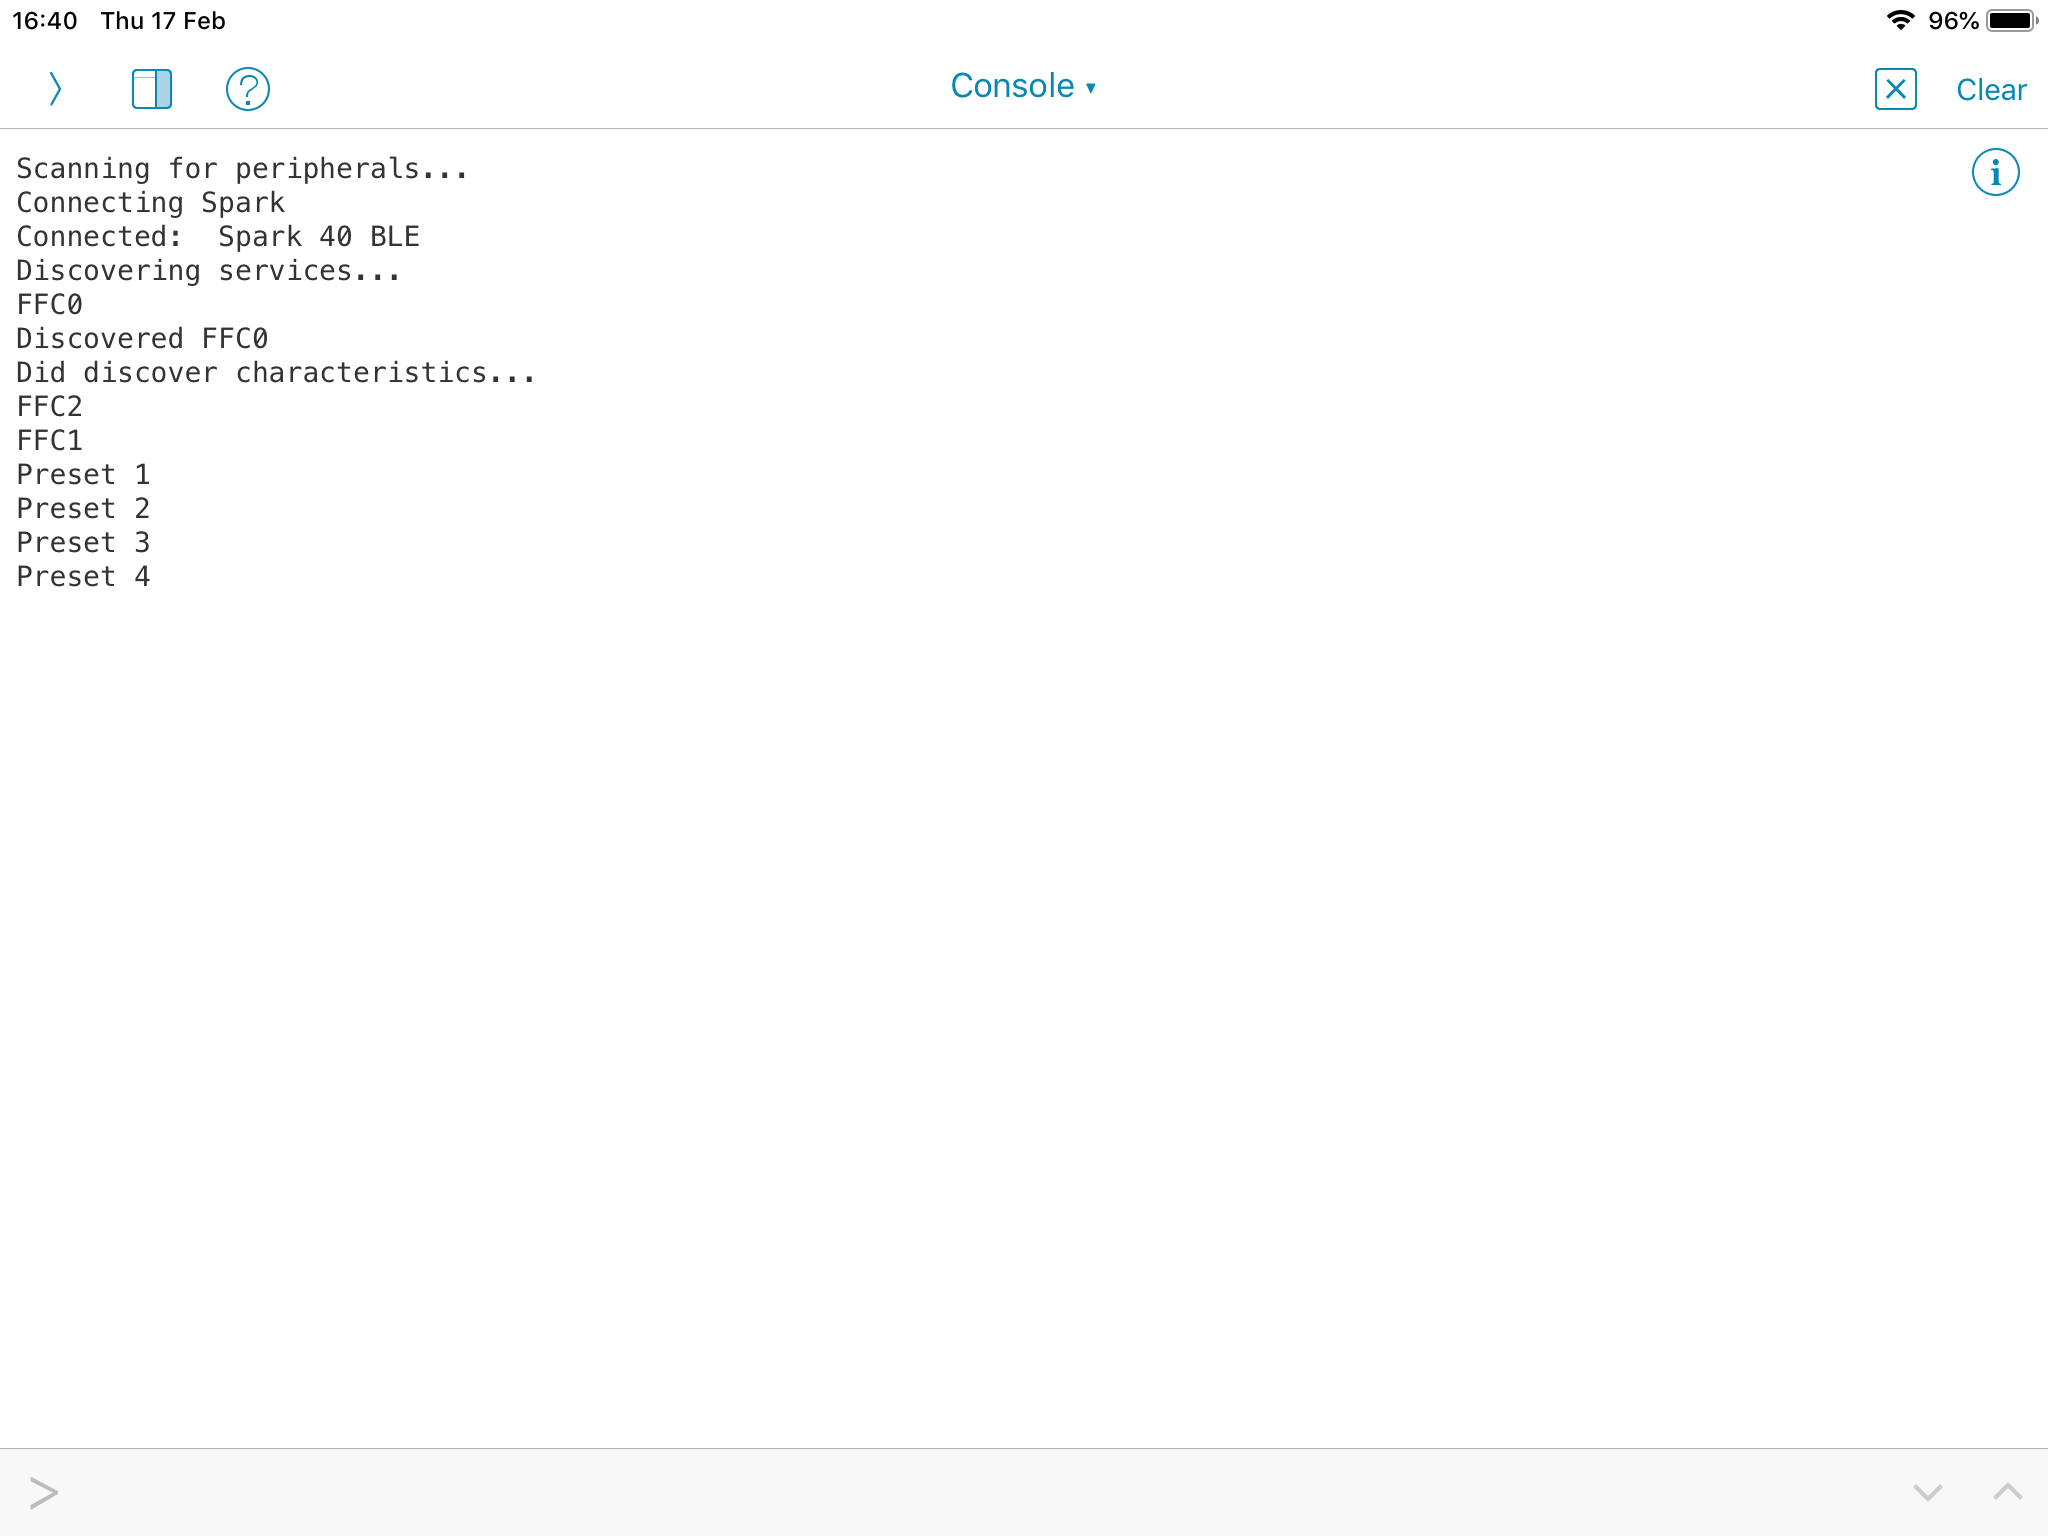 16:40 Thu 17 Feb 96%
Console ▾ Clear
Scanning for peripherals...
Connecting Spark
Connected:  Spark 40 BLE
Discovering services...
FFC0
Discovered FFC0
Did discover characteristics...
FFC2
FFC1
Preset 1
Preset 2
Preset 3
Preset 4
>